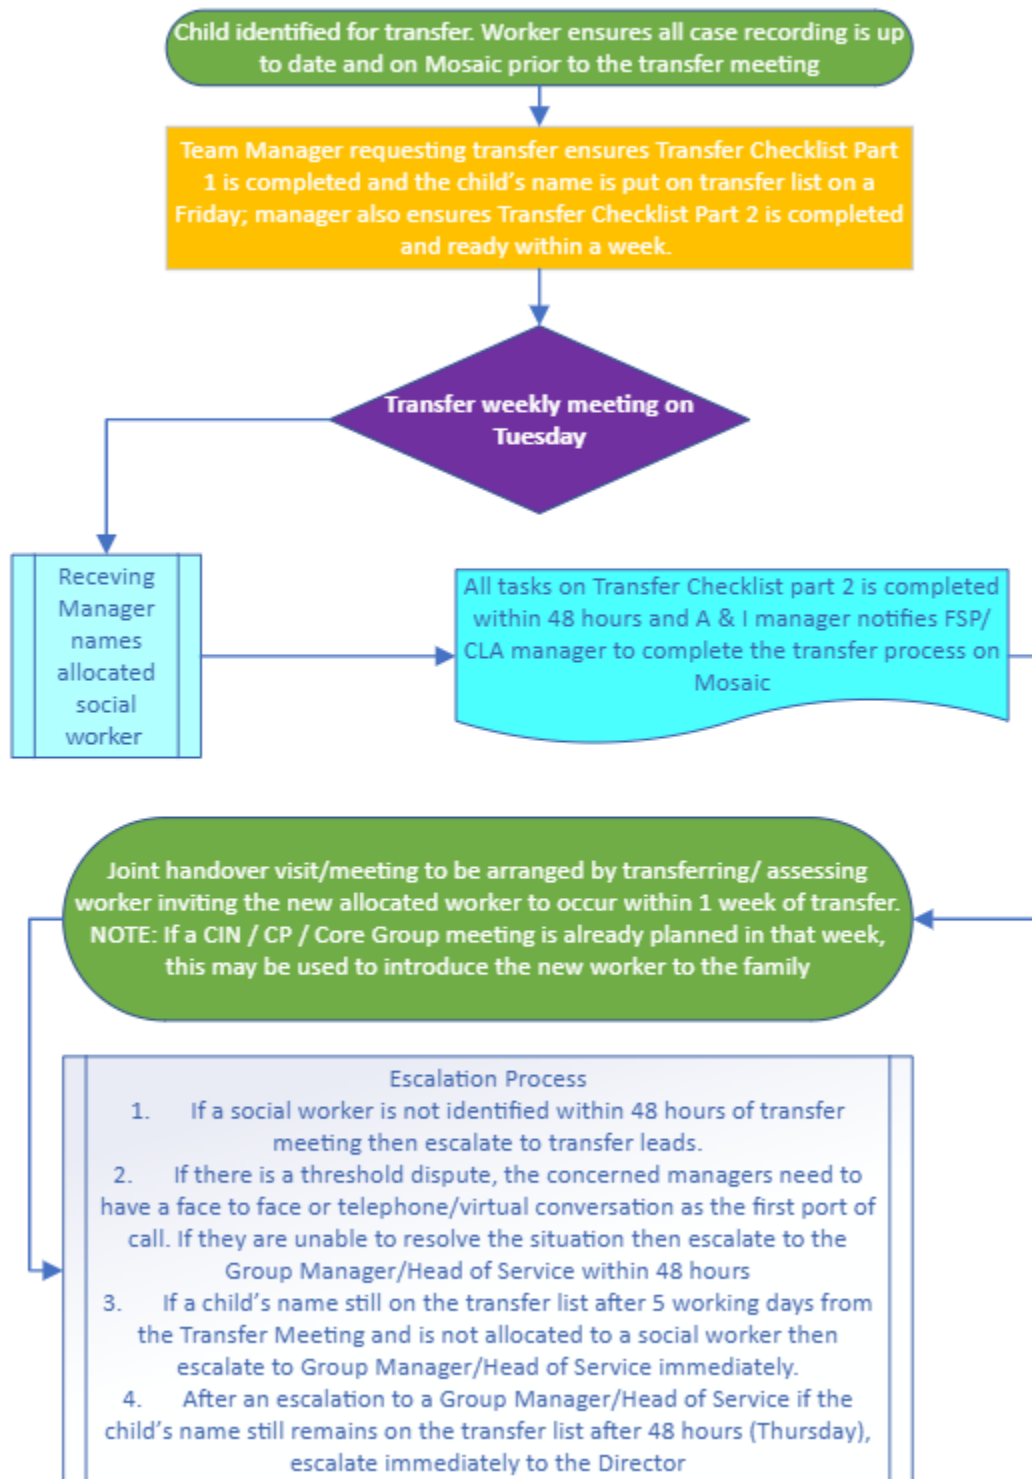 Child identified for transfer. Worker ensures all case recording is up
to date and on Mosaic prior to the transfer meeting
Team Manager requesting transfer ensures Transfer Checklist Part
1 is completed and the child's name is put on transfer list on a
Friday; manager also ensures Transfer Checklist Part 2 is completed
and ready within a week.
Transfer weekly meeting on
Tuesday
Receving
Manager
names
allocated
social
worker
All tasks on Transfer Checklist part 2 is completed
within 48 hours and A & I manager notifies FSP/
CLA manager to complete the transfer process on
Mosaic
Joint handover visit/meeting to be arranged by transferring/ assessing
worker inviting the new allocated worker to occur within 1 week of transfer.
NOTE: If a CIN / CP / Core Group meeting is already planned in that week,
this may be used to introduce the new worker to the family
Escalation Process
1. If a social worker is not identified within 48 hours of transfer
meeting then escalate to transfer leads.
2. If there is a threshold dispute, the concerned managers need to
have a face to face or telephone/virtual conversation as the first port of
call. If they are unable to resolve the situation then escalate to the
Group Manager/Head of Service within 48 hours
3. If a child's name still on the transfer list after 5 working days from
the Transfer Meeting and is not allocated to a social worker then
escalate to Group Manager/Head of Service immediately.
4. After an escalation to a Group Manager/Head of Service if the
child's name still remains on the transfer list after 48 hours (Thursday),
escalate immediately to the Director